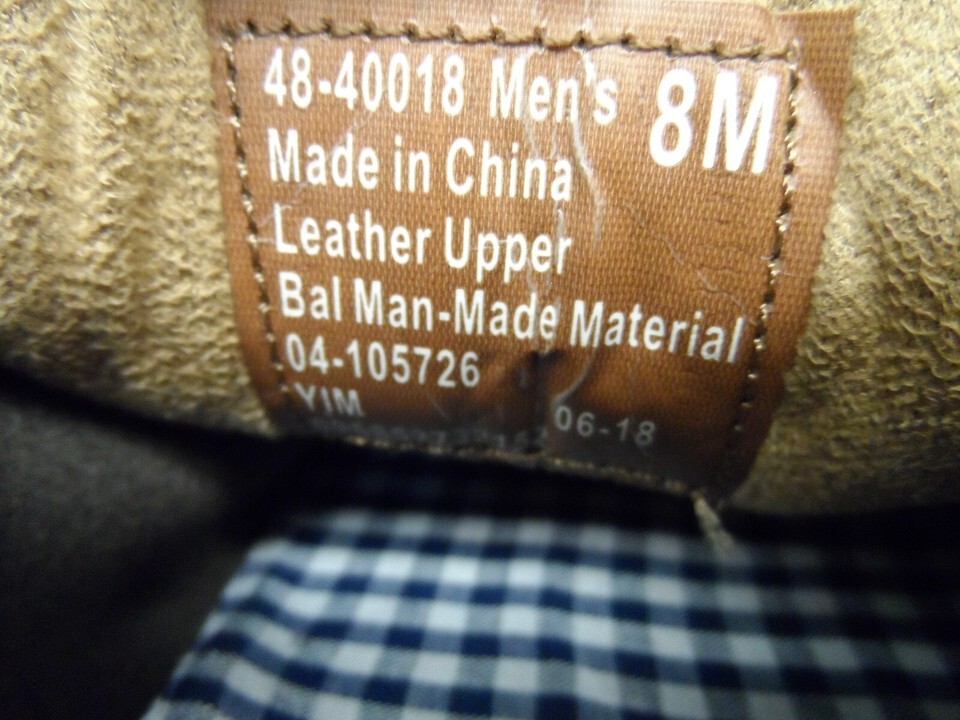 48-40018 Men's 8M
Made in China
Leather Upper
Bal Man-Made Material
04-105726
YIM
06-18